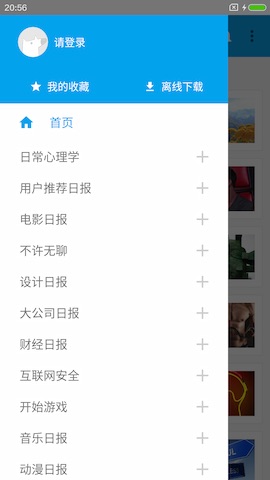 20:56
请登录
我的收藏
离线下载
首页
日常心理学
用户推荐日报
电影日报
不许无聊
设计日报
大公司日报
财经日报
互联网安全
开始游戏
音乐日报
动漫日报